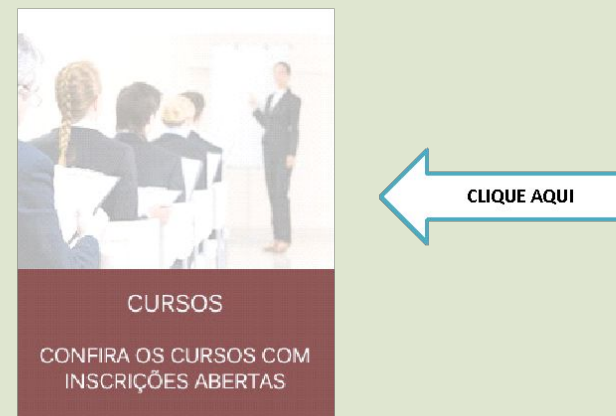 CLIQUE AQUI
CURSOS
CONFIRA OS CURSOS COM
INSCRIÇÕES ABERTAS